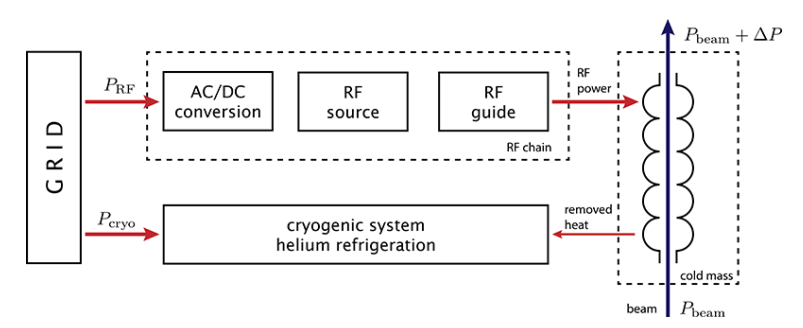 P_beam + ΔP
GRID
P_RF
AC/DC
conversion
RF
source
RF
guide
RF
power
RF chain
P_cryo
cryogenic system
helium refrigeration
removed
heat
cold mass
beam
P_beam